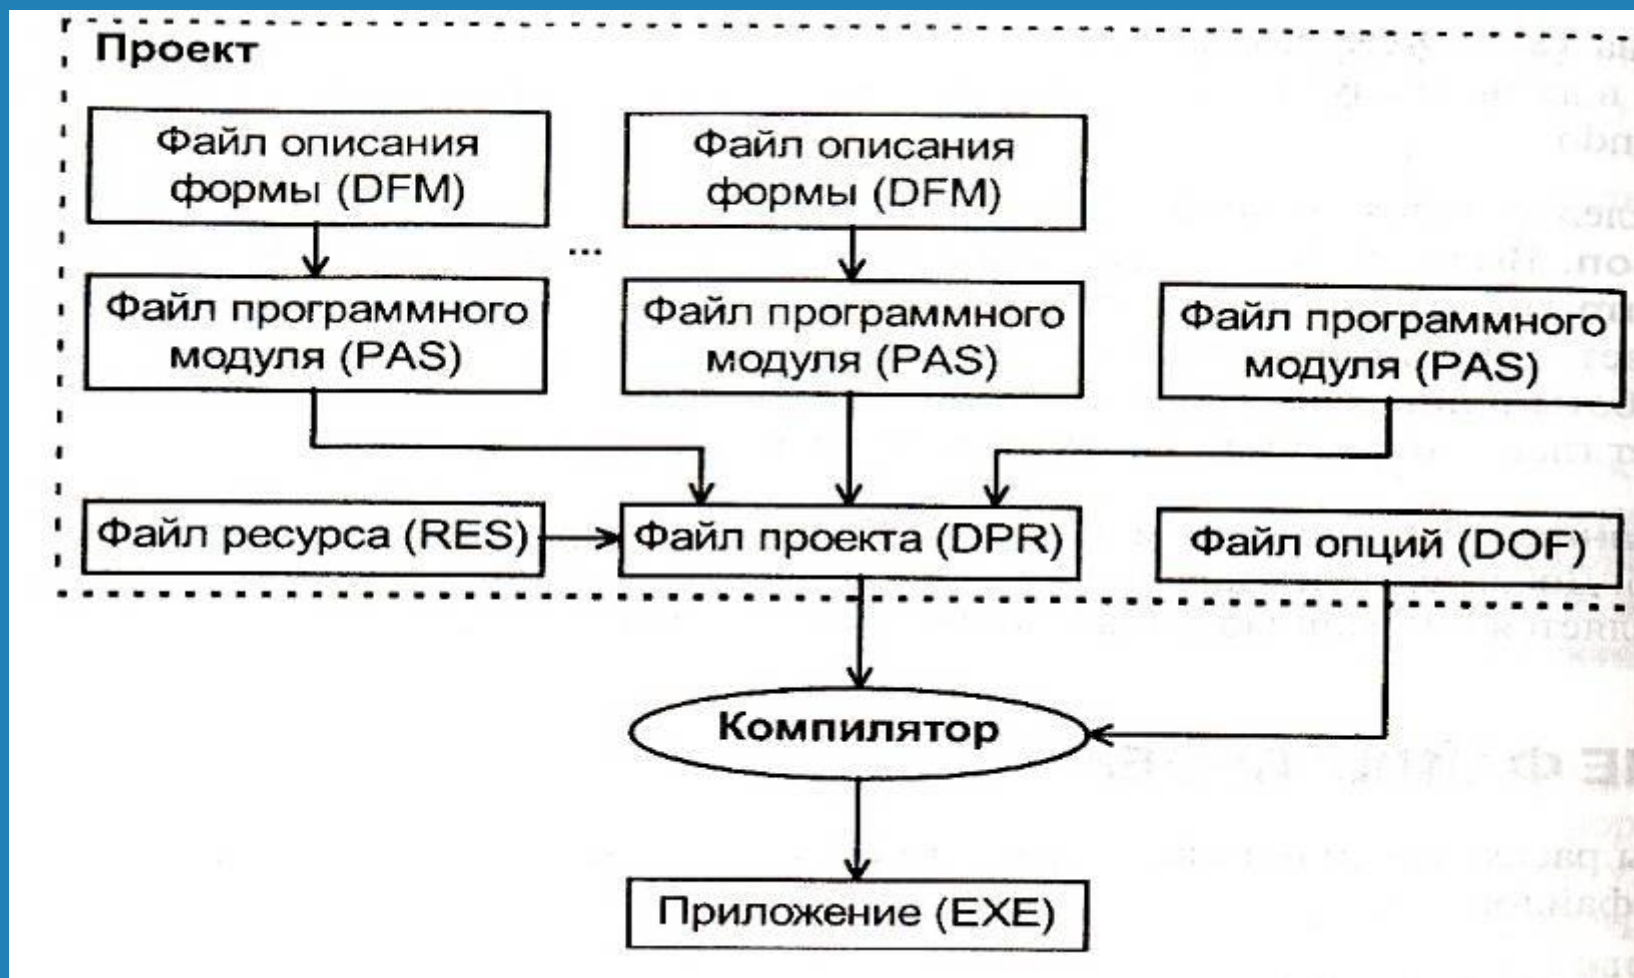 Проект
Файл описания
формы (DFM)
Файл описания
формы (DFM)
...
Файл программного
модуля (PAS)
Файл программного
модуля (PAS)
Файл программного
модуля (PAS)
Файл ресурса (RES)
Файл проекта (DPR)
Файл опций (DOF)
Компилятор
Приложение (EXE)